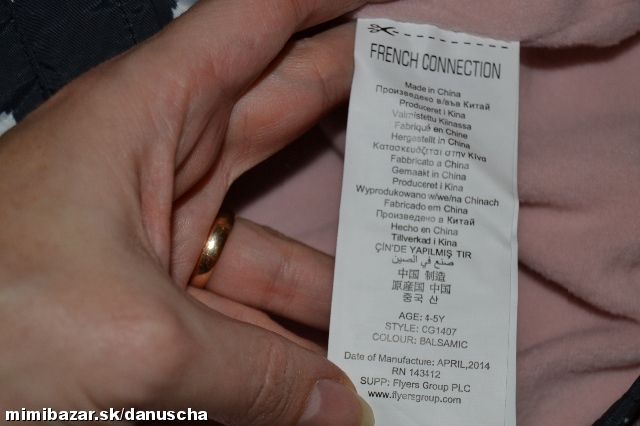 FRENCH CONNECTION
Made in China
Произведено в/във Китай
Produceret i Kina
Valmistettu Kiinassa
Fabriqué en Chine
Hergestellt in China
Κατασκευάζεται στην Κίνα
Fabbricato a China
Gemaakt in China
Produceret i Kina
Wyprodukowano w/we/na Chinach
Fabricado em China
Произведено в Китай
Hecho en China
Tillverkad i Kina
ÇİN'DE YAPILMIŞ TIR
صنع في الصين
中国 制造
原産国 中国
중국 산
AGE: 4-5Y
STYLE: CG1407
COLOUR: BALSAMIC
Date of Manufacture: APRIL,2014
RN 143412
SUPP: Flyers Group PLC
www.flyersgroup.com
mimibazar.sk/danuscha